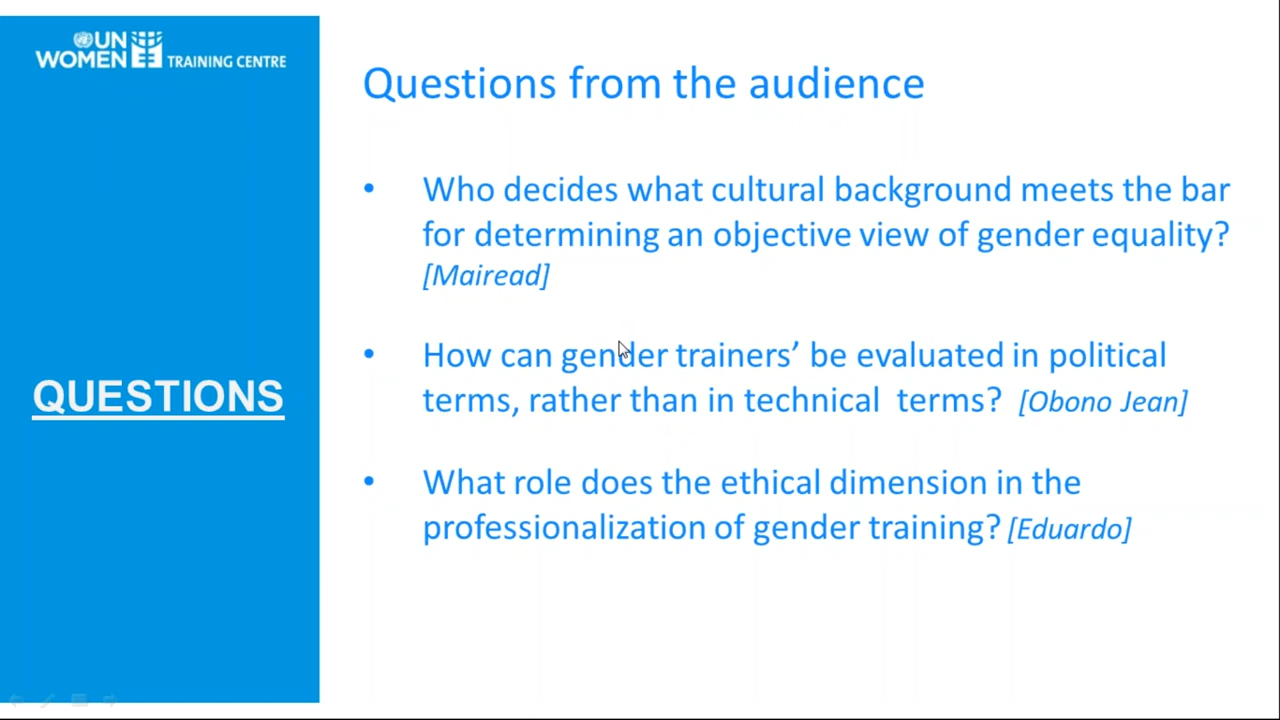 UN
WOMEN TRAINING CENTRE
Questions from the audience
• Who decides what cultural background meets the bar
for determining an objective view of gender equality?
[Mairead]
• How can gender trainers’ be evaluated in political
terms, rather than in technical terms? [Obono Jean]
QUESTIONS
• What role does the ethical dimension in the
professionalization of gender training? [Eduardo]